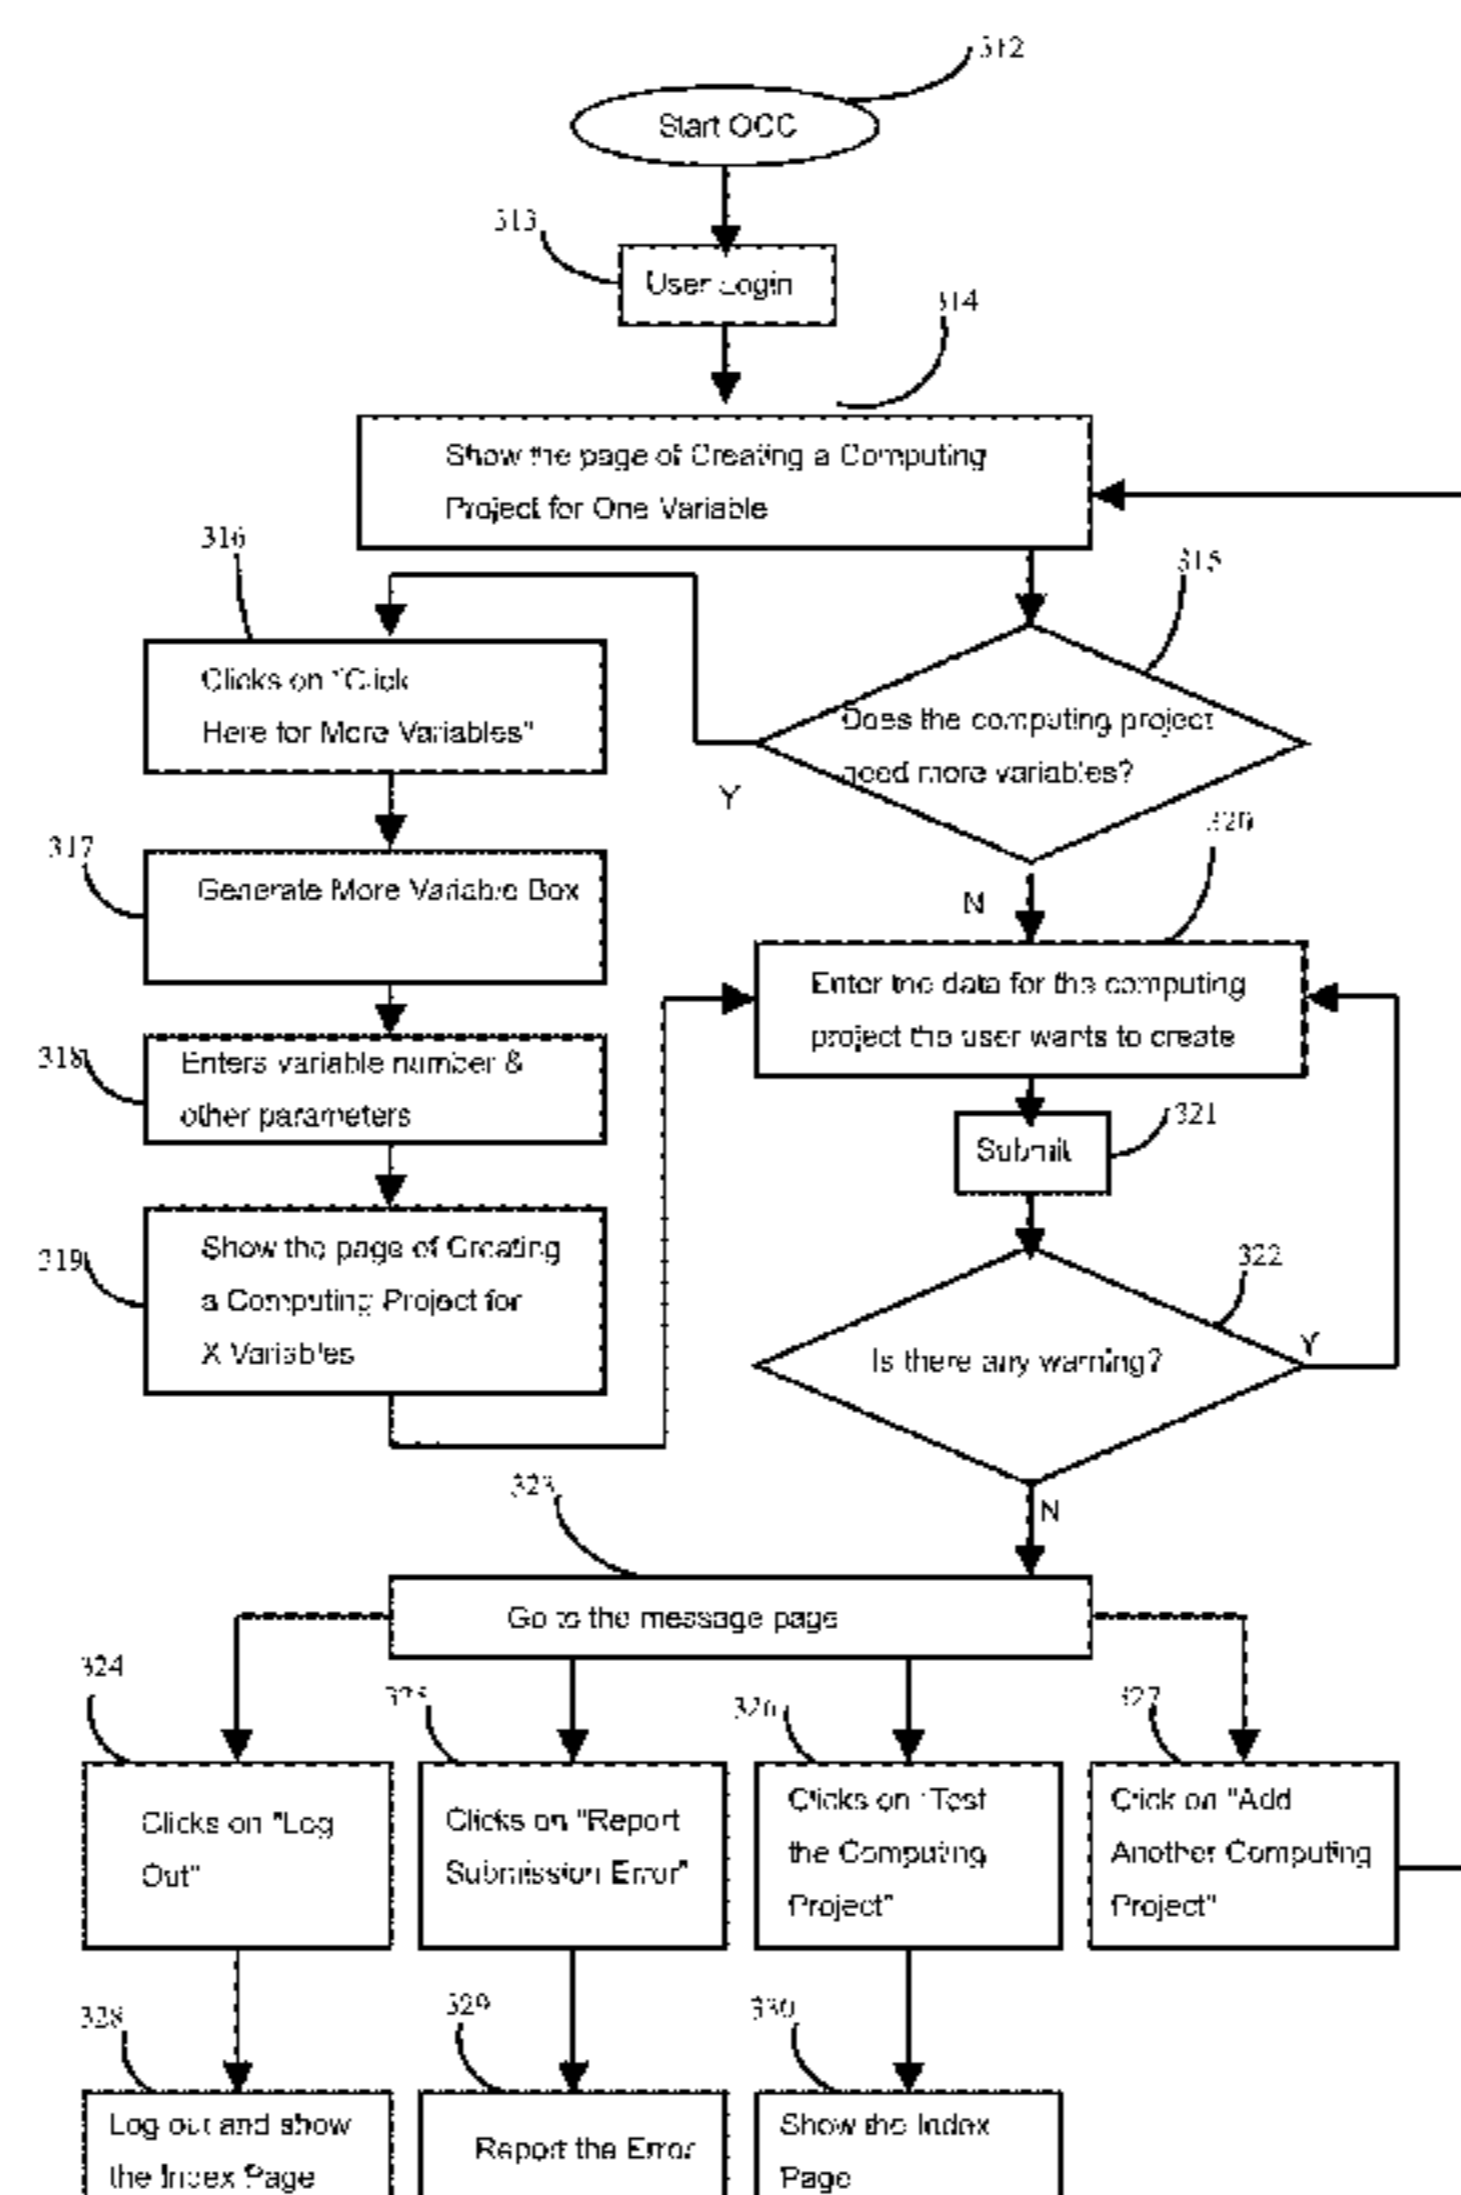 312
Start OCC
313
User Login
314
Show the page of Creating a Computing
Project for One Variable
316
315
Clicks on "Click
Here for More Variables"
Does the computing project
need more variables?
Y
320
317
Generate More Variable Box
N
Enter the data for the computing
project the user wants to create
318
Enters variable number &
other parameters
321
Submit
319
Show the page of Creating
a Computing Project for
X Variables
322
Is there any warning?
Y
323
N
Go to the message page
324
325
326
327
Clicks on "Log
Out"
Clicks on "Report
Submission Error"
Clicks on "Test
the Computing
Project"
Click on "Add
Another Computing
Project"
328
329
330
Log out and show
the Index Page
Report the Error
Show the Index
Page